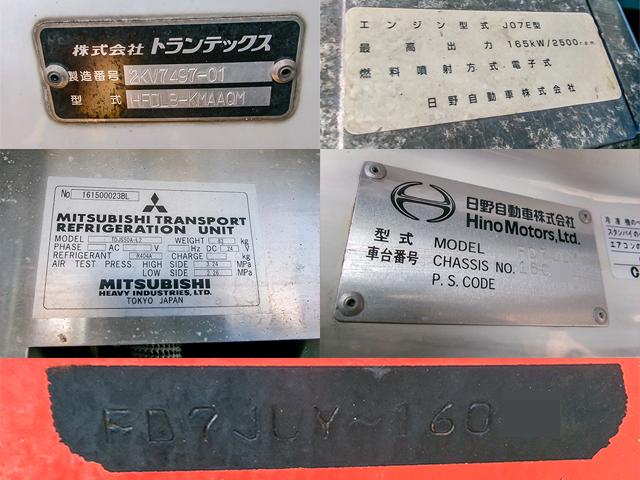 株式会社 トランテックス
製造番号 2KV7497-01
型式 HFDLB-KMAAQM
エンジン型式 J07E型
最高出力 165kW/2500r.p.m
燃料噴射方式 電子式
日野自動車株式会社
No 161500023BL
MITSUBISHI TRANSPORT
REFRIGERATION UNIT
MODEL TDJS50A-L2 WEIGHT 83 kg
PHASE AC V Hz DC 24 V
REFRIGERANT R404A CHARGE kg
AIR TEST PRESS. HIGH SIDE 3.24 MPa
LOW SIDE 2.26 MPa
MITSUBISHI
HEAVY INDUSTRIES, LTD.
TOKYO JAPAN
日野自動車株式会社
Hino Motors, Ltd.
型式 MODEL
車台番号 CHASSIS NO.
P. S. CODE
FD7JLY~160